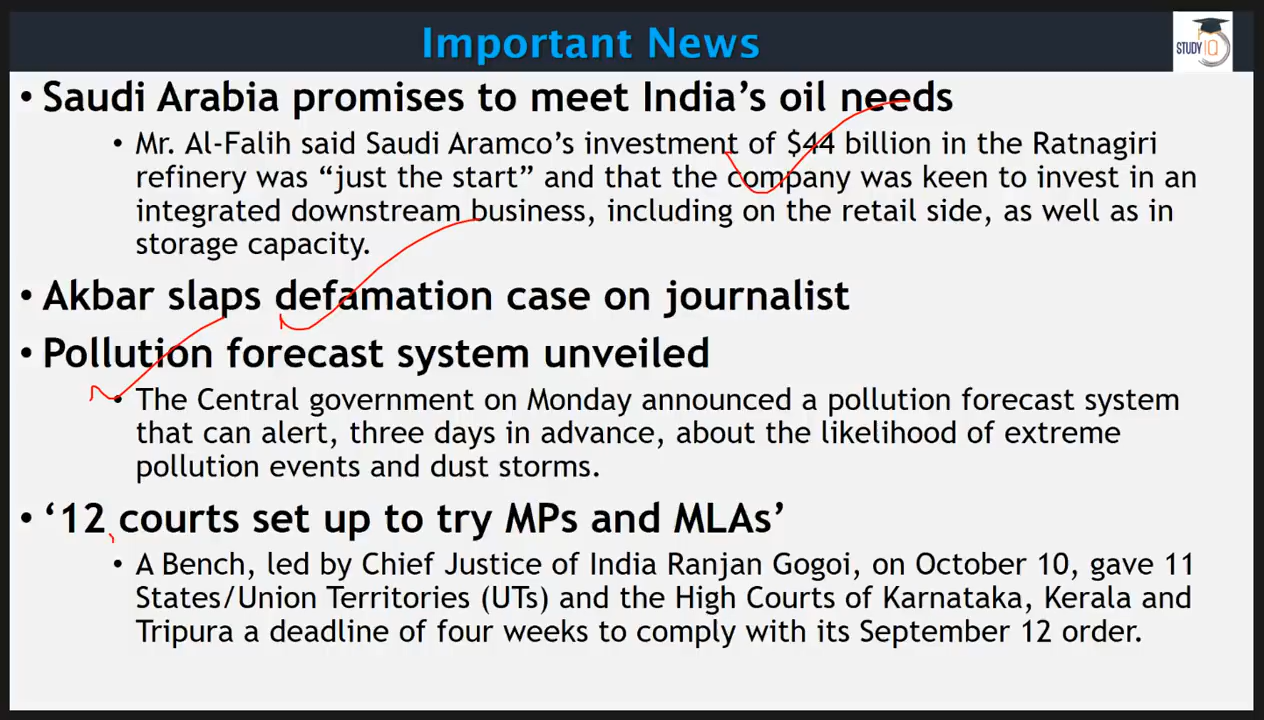 Important News
STUDY IQ
• Saudi Arabia promises to meet India’s oil needs
• Mr. Al-Falih said Saudi Aramco’s investment of $44 billion in the Ratnagiri
refinery was “just the start” and that the company was keen to invest in an
integrated downstream business, including on the retail side, as well as in
storage capacity.
• Akbar slaps defamation case on journalist
• Pollution forecast system unveiled
• The Central government on Monday announced a pollution forecast system
that can alert, three days in advance, about the likelihood of extreme
pollution events and dust storms.
• ‘12 courts set up to try MPs and MLAs’
• A Bench, led by Chief Justice of India Ranjan Gogoi, on October 10, gave 11
States/Union Territories (UTs) and the High Courts of Karnataka, Kerala and
Tripura a deadline of four weeks to comply with its September 12 order.